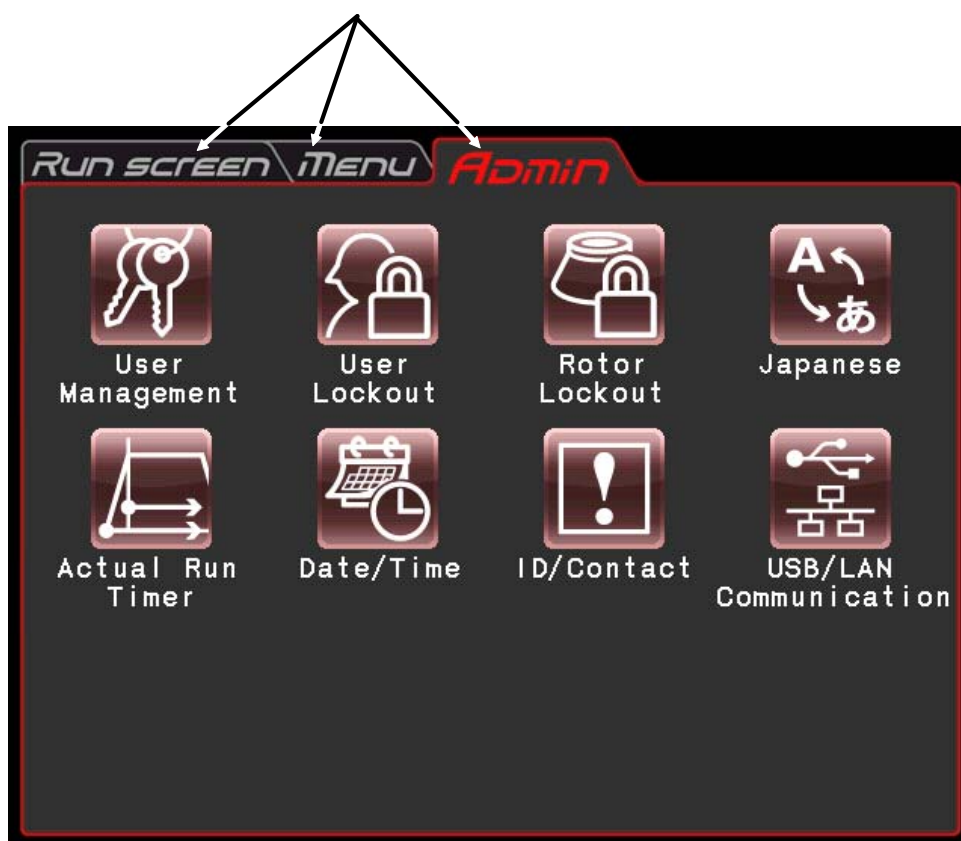 Run screen Menu Admin
A
あ
User Management
User Lockout
Rotor Lockout
Japanese
Actual Run Timer
Date/Time
!
ID/Contact
USB/LAN Communication